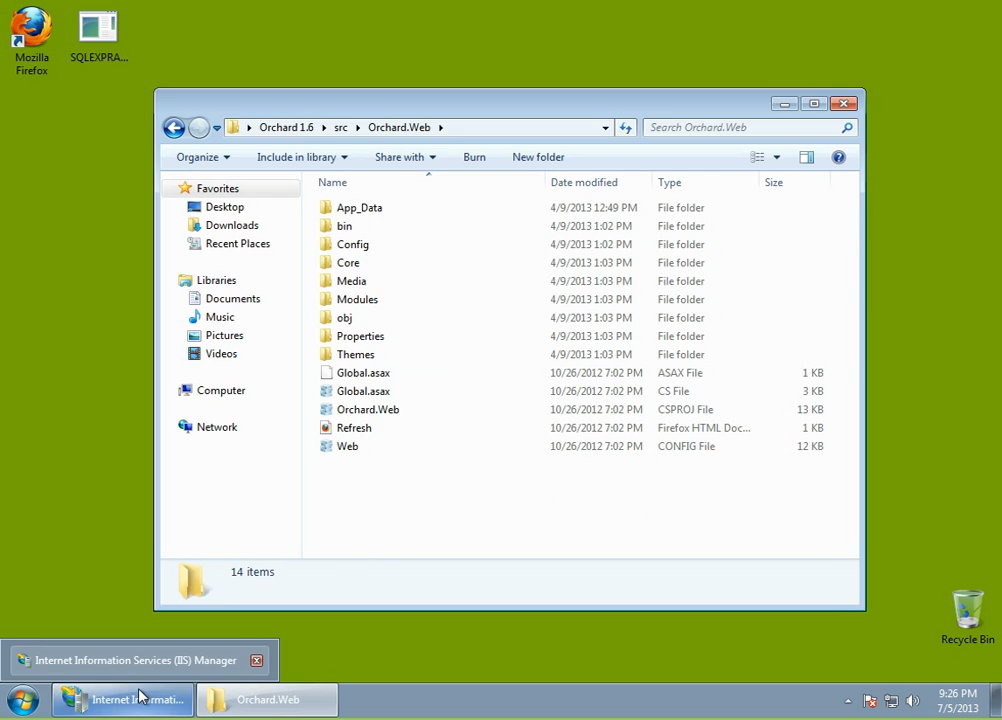 Mozilla
Firefox
SQLEXPRA...
Orchard 1.6 src Orchard.Web
Search Orchard.Web
Organize Include in library Share with Burn New folder
Name Date modified Type Size
Favorites
Desktop
Downloads
Recent Places
Libraries
Documents
Music
Pictures
Videos
Computer
Network
App_Data 4/9/2013 12:49 PM File folder
bin 4/9/2013 1:02 PM File folder
Config 4/9/2013 1:02 PM File folder
Core 4/9/2013 1:03 PM File folder
Media 4/9/2013 1:03 PM File folder
Modules 4/9/2013 1:03 PM File folder
obj 4/9/2013 1:03 PM File folder
Properties 4/9/2013 1:03 PM File folder
Themes 4/9/2013 1:03 PM File folder
Global.asax 10/26/2012 7:02 PM ASAX File 1 KB
Global.asax 10/26/2012 7:02 PM CS File 3 KB
Orchard.Web 10/26/2012 7:02 PM CSPROJ File 13 KB
Refresh 10/26/2012 7:02 PM Firefox HTML Doc... 1 KB
Web 10/26/2012 7:02 PM CONFIG File 12 KB
14 items
Recycle Bin
Internet Information Services (IIS) Manager
Internet Informati... Orchard.Web
9:26 PM
7/5/2013